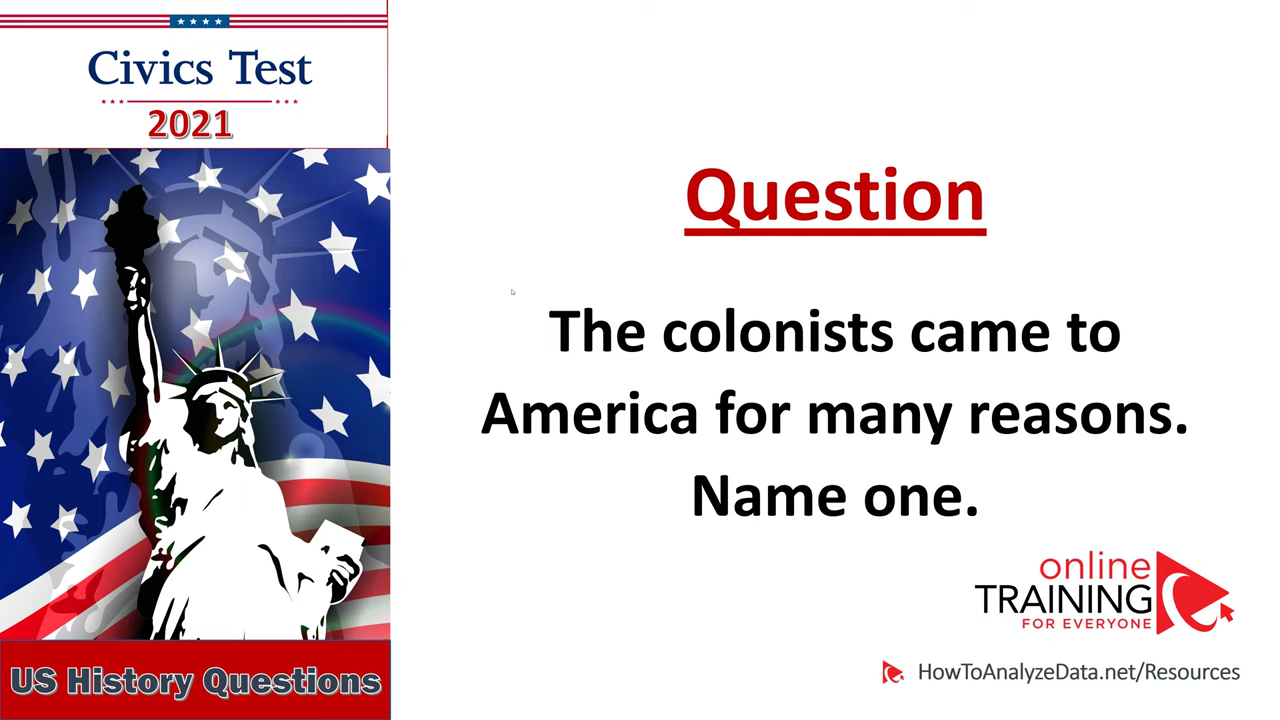 Civics Test
2021
US History Questions
Question
The colonists came to
America for many reasons.
Name one.
online
TRAINING
FOR EVERYONE
HowToAnalyzeData.net/Resources